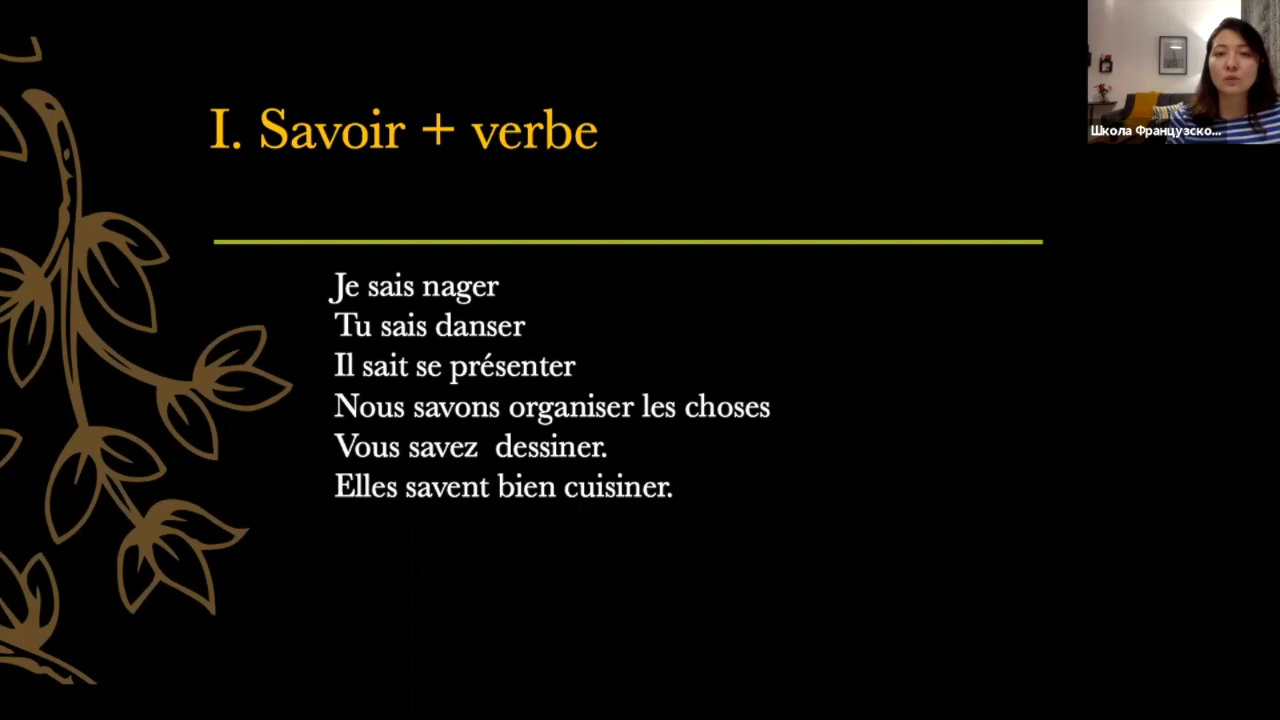 I. Savoir + verbe
Школа Французско...
Je sais nager
Tu sais danser
Il sait se présenter
Nous savons organiser les choses
Vous savez  dessiner.
Elles savent bien cuisiner.